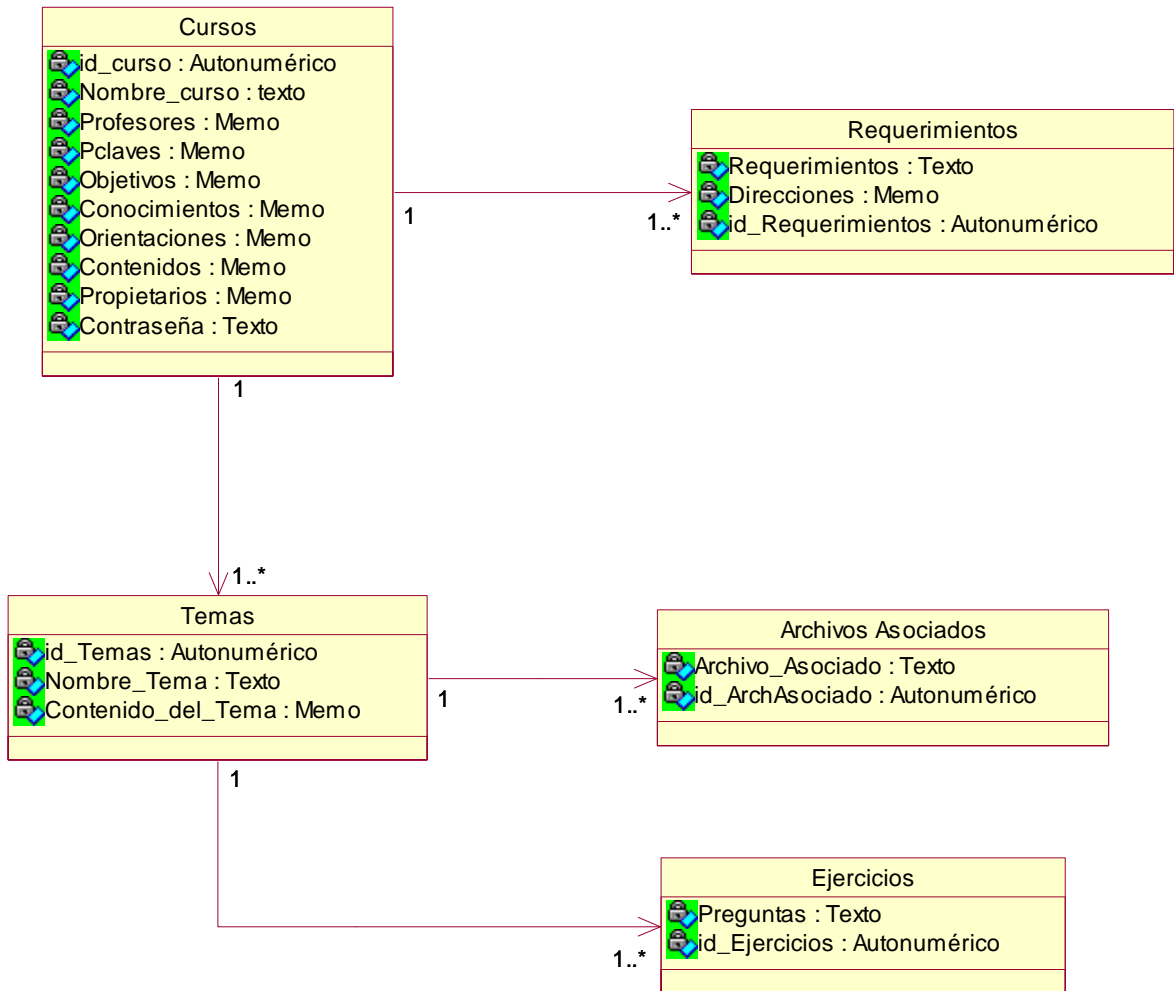 Cursos
id_curso : Autonumérico
Nombre_curso : texto
Profesores : Memo
Pclaves : Memo
Objetivos : Memo
Conocimientos : Memo
Orientaciones : Memo
Contenidos : Memo
Propietarios : Memo
Contraseña : Texto
Requerimientos
Requerimientos : Texto
Direcciones : Memo
id_Requerimientos : Autonumérico
1
1..*
1
1..*
Temas
id_Temas : Autonumérico
Nombre_Tema : Texto
Contenido_del_Tema : Memo
Archivos Asociados
Archivo_Asociado : Texto
id_ArchAsociado : Autonumérico
1
1..*
1
Ejercicios
Preguntas : Texto
id_Ejercicios : Autonumérico
1..*